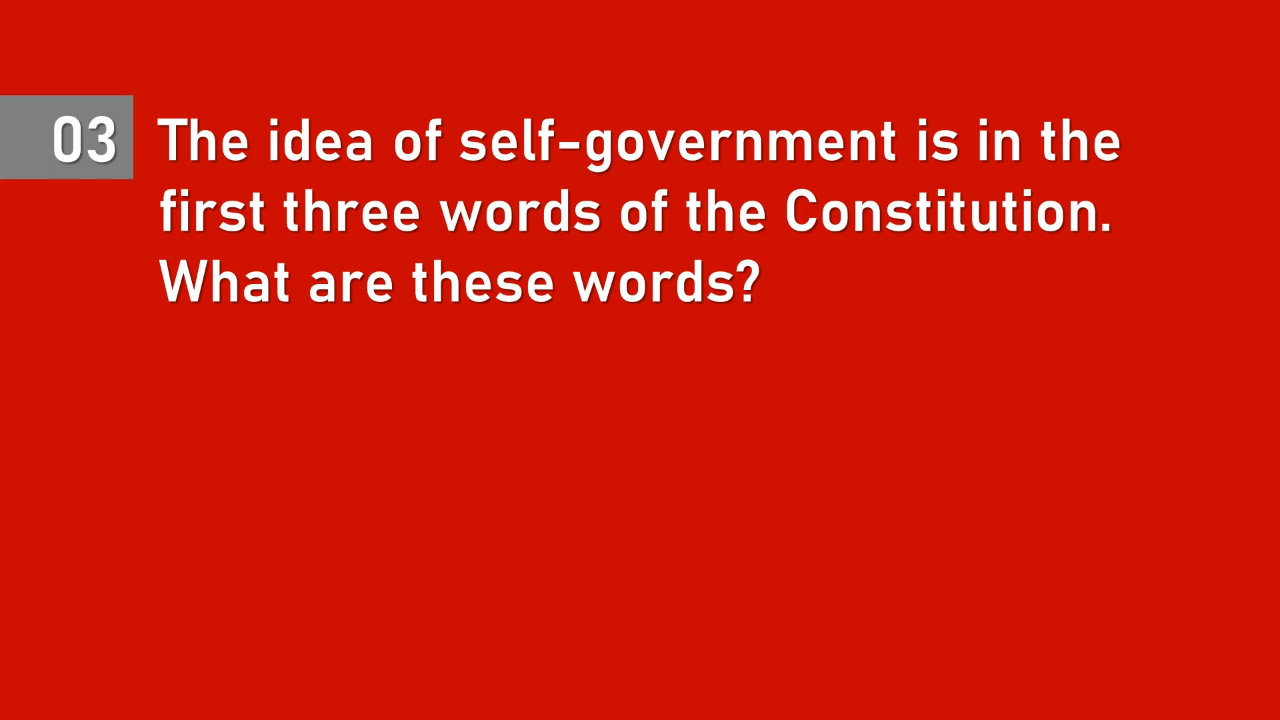 03 The idea of self-government is in the
first three words of the Constitution.
What are these words?